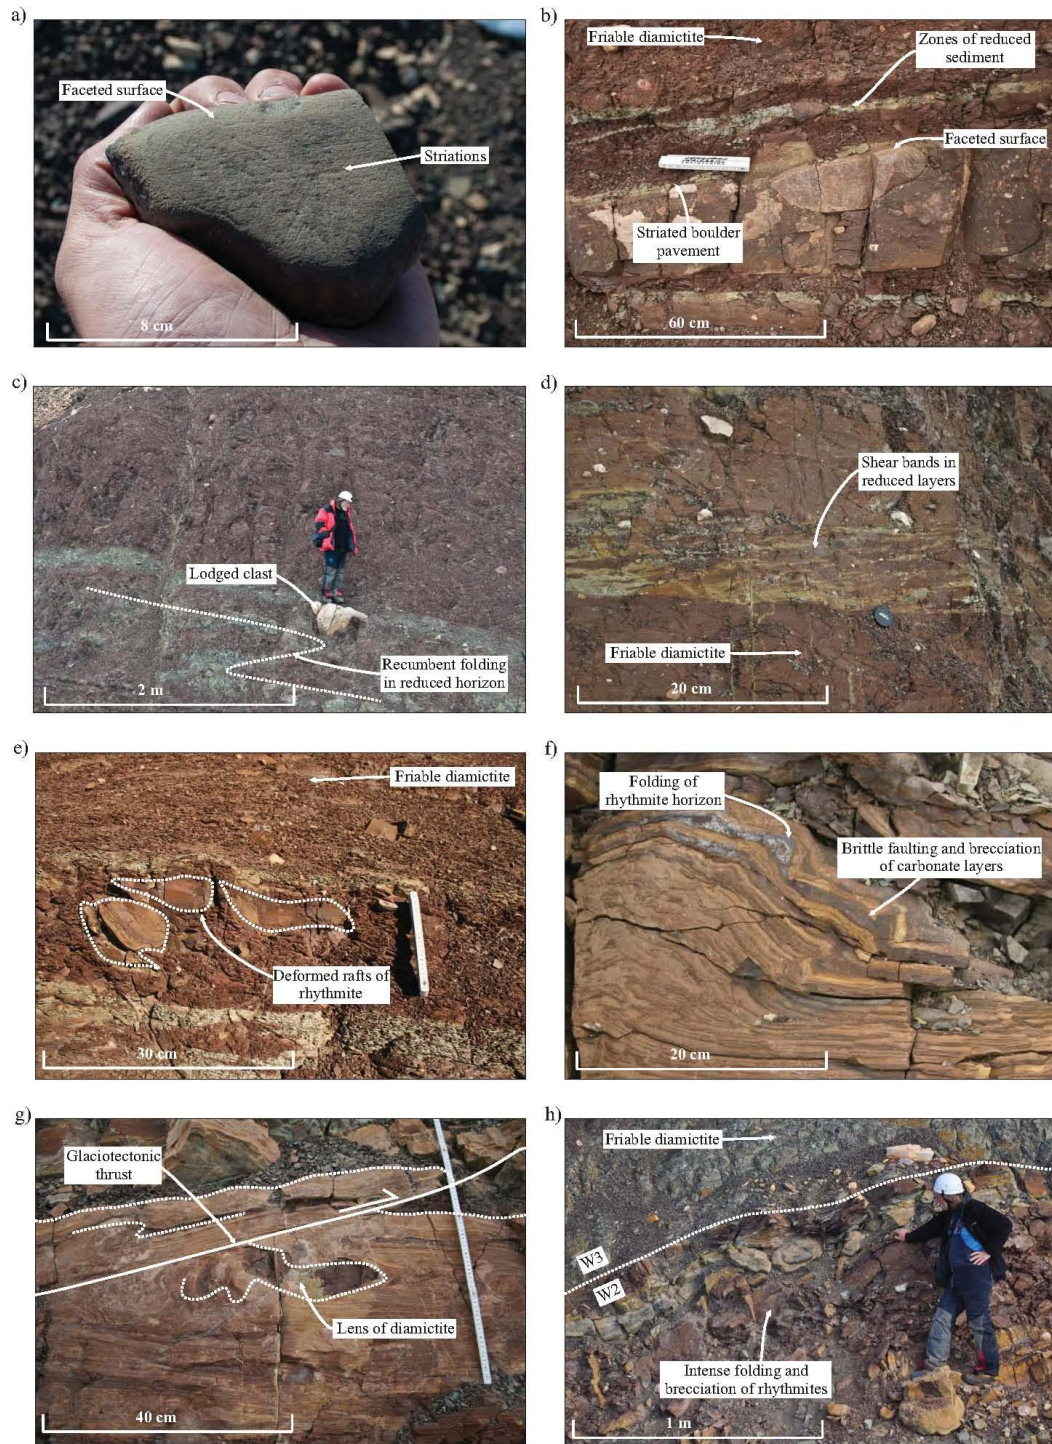 a)
Faceted surface
Striations
8 cm
b)
Friable diamictite
Zones of reduced
sediment
Faceted surface
Striated boulder
pavement
60 cm
c)
Lodged clast
Recumbent folding
in reduced horizon
2 m
d)
Shear bands in
reduced layers
Friable diamictite
20 cm
e)
Friable diamictite
Deformed rafts of
rhythmite
30 cm
f)
Folding of
rhythmite horizon
Brittle faulting and brecciation
of carbonate layers
20 cm
g)
Glaciotectonic
thrust
Lens of diamictite
40 cm
h)
Friable diamictite
W3
W2
Intense folding and
brecciation of rhythmites
1 m